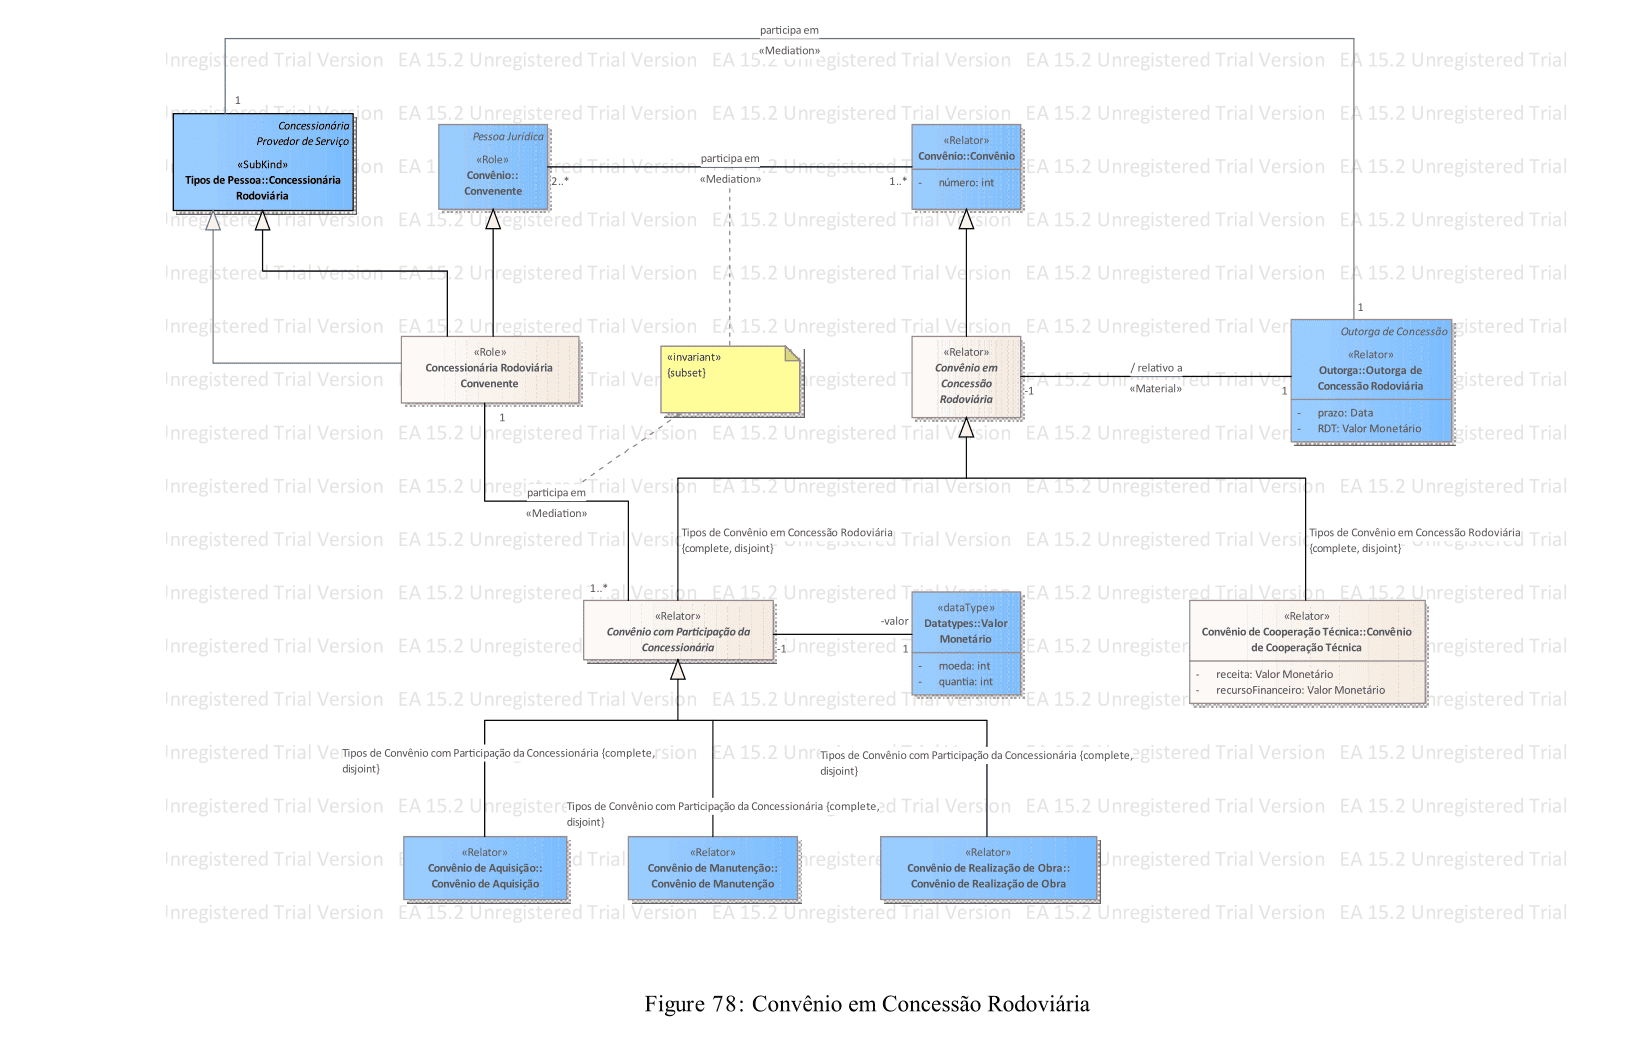 participa em
«Mediation»
1
Concessionária
Provedor de Serviço
«SubKind»
Tipos de Pessoa::Concessionária
Rodoviária
Pessoa Jurídica
«Role»
Convênio::
Convenente
2..*
participa em
«Mediation»
1..*
«Relator»
Convênio::Convênio
- número: int
1
Outorga de Concessão
«Relator»
Outorga::Outorga de
Concessão Rodoviária
- prazo: Data
- RDT: Valor Monetário
«Role»
Concessionária Rodoviária
Convenente
1
«invariant»
{subset}
«Relator»
Convênio em
Concessão
Rodoviária
-1
/ relativo a
«Material»
1
participa em
«Mediation»
1..*
Tipos de Convênio em Concessão Rodoviária
{complete, disjoint}
Tipos de Convênio em Concessão Rodoviária
{complete, disjoint}
«Relator»
Convênio com Participação da
Concessionária
-1
-valor
1
«dataType»
Datatypes::Valor
Monetário
- moeda: int
- quantia: int
«Relator»
Convênio de Cooperação Técnica::Convênio
de Cooperação Técnica
- receita: Valor Monetário
- recursoFinanceiro: Valor Monetário
Tipos de Convênio com Participação da Concessionária {complete,
disjoint}
Tipos de Convênio com Participação da Concessionária {complete,
disjoint}
Tipos de Convênio com Participação da Concessionária {complete,
disjoint}
«Relator»
Convênio de Aquisição::
Convênio de Aquisição
«Relator»
Convênio de Manutenção::
Convênio de Manutenção
«Relator»
Convênio de Realização de Obra::
Convênio de Realização de Obra
EA 15.2 Unregistered Trial Version
Figure 78: Convênio em Concessão Rodoviária